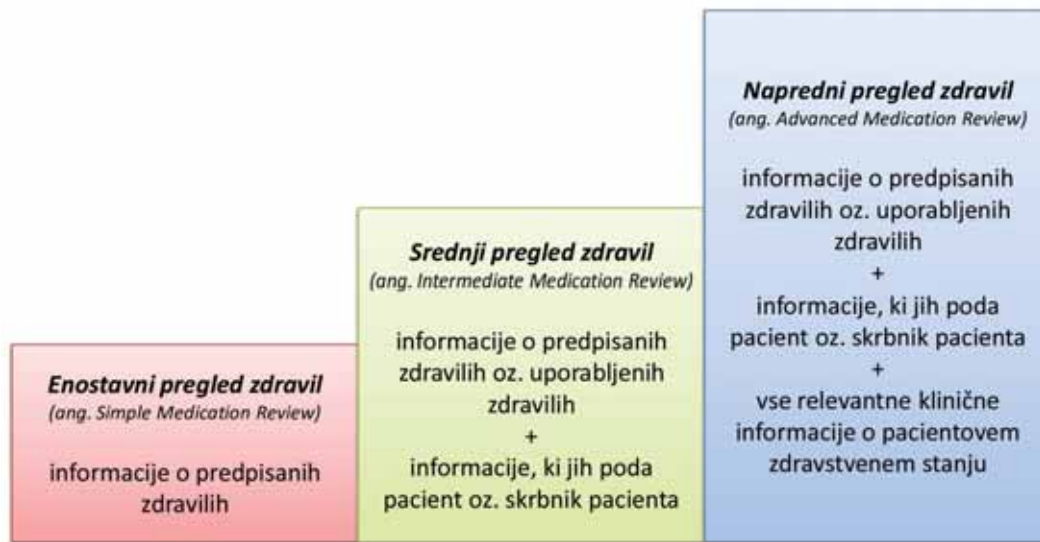 Enostavni pregled zdravil
(ang. Simple Medication Review)
informacije o predpisanih
zdravilih
Srednji pregled zdravil
(ang. Intermediate Medication Review)
informacije o predpisanih
zdravilih oz. uporabljenih
zdravilih
+
informacije, ki jih poda
pacient oz. skrbnik pacienta
Napredni pregled zdravil
(ang. Advanced Medication Review)
informacije o predpisanih
zdravilih oz. uporabljenih
zdravilih
+
informacije, ki jih poda
pacient oz. skrbnik pacienta
+
vse relevantne klinične
informacije o pacientovem
zdravstvenem stanju